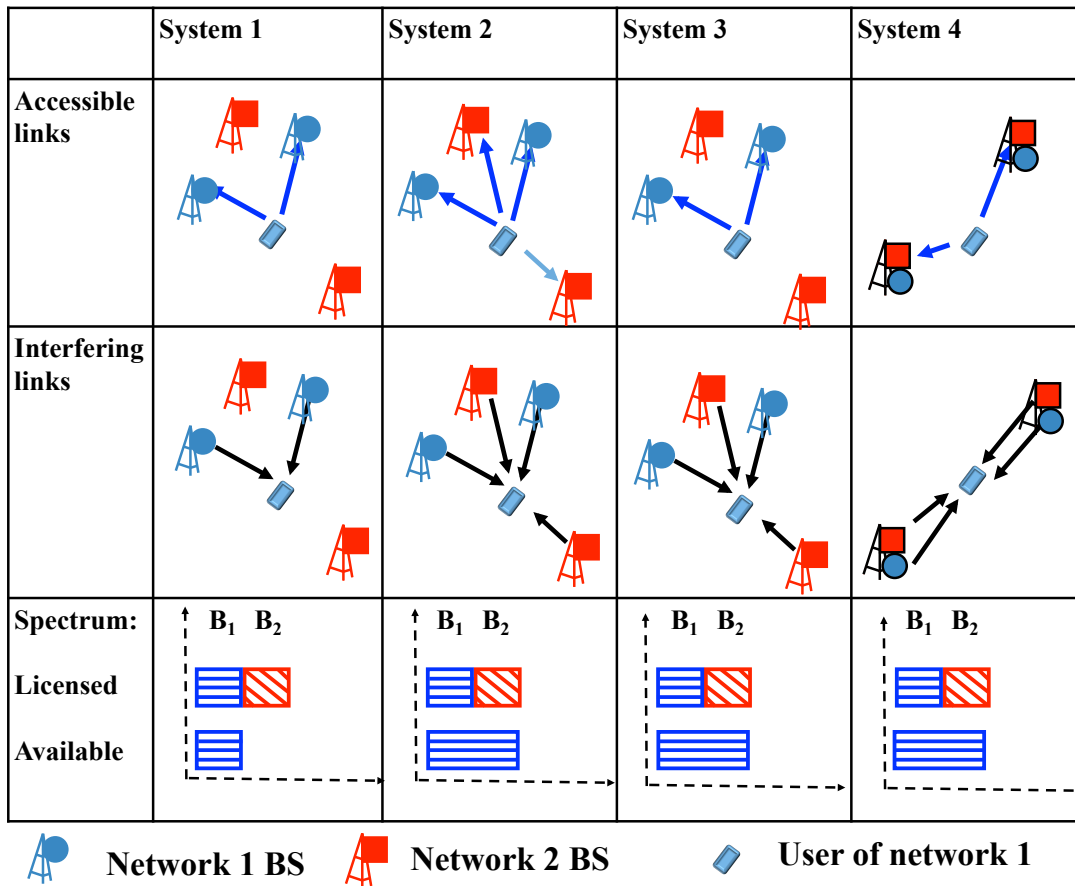 System 1 System 2 System 3 System 4
Accessible
links
Interfering
links
Spectrum: B1 B2 B1 B2 B1 B2 B1 B2
Licensed
Available
Network 1 BS Network 2 BS User of network 1